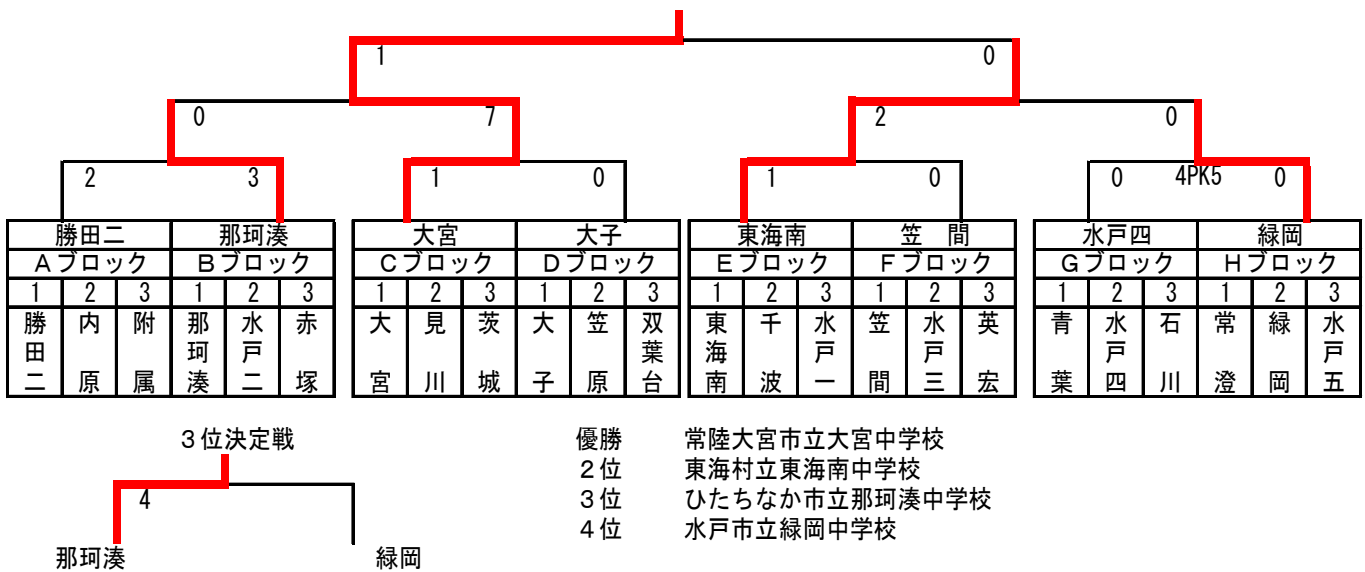 1 0
0 7 2 0
2 3 1 0 1 0 0 4PK5 0
勝田二 那珂湊 大宮 大子 東海南 笠　間 水戸四 緑岡
Aブロック Bブロック Cブロック Dブロック Eブロック Fブロック Gブロック Hブロック
1 2 3 1 2 3 1 2 3 1 2 3 1 2 3 1 2 3 1 2 3 1 2 3
勝田二 内原 附属 那珂湊 水戸二 赤塚 大宮 見川 茨城 大子 笠原 双葉台 東海南 千波 水戸一 笠間 水戸三 英宏 青葉 水戸四 石川 常澄 緑岡 水戸五
３位決定戦
4
那珂湊 緑岡
優勝 常陸大宮市立大宮中学校
２位 東海村立東海南中学校
３位 ひたちなか市立那珂湊中学校
４位 水戸市立緑岡中学校